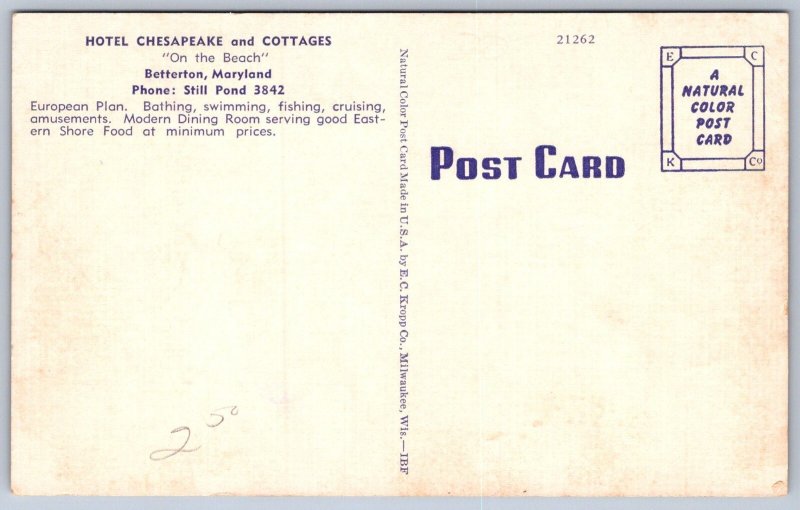 HOTEL CHESAPEAKE and COTTAGES
"On the Beach"
Betterton, Maryland
Phone: Still Pond 3842
European Plan. Bathing, swimming, fishing, cruising,
amusements. Modern Dining Room serving good East-
ern Shore Food at minimum prices.
2 50
Natural Color Post Card Made in U.S.A. by E. C. Kropp Co., Milwaukee, Wis.—IBF
21262
POST CARD
E C
A
NATURAL
COLOR
POST
CARD
K Co